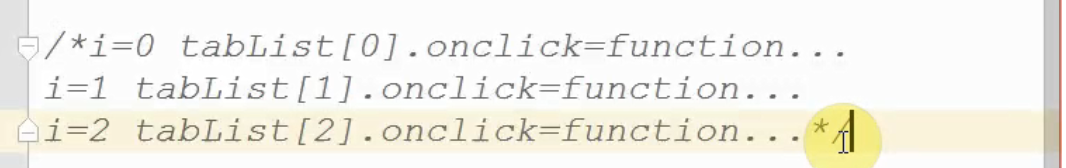 /*i=0 tabList[0].onclick=function...
i=1 tabList[1].onclick=function...
i=2 tabList[2].onclick=function...*/